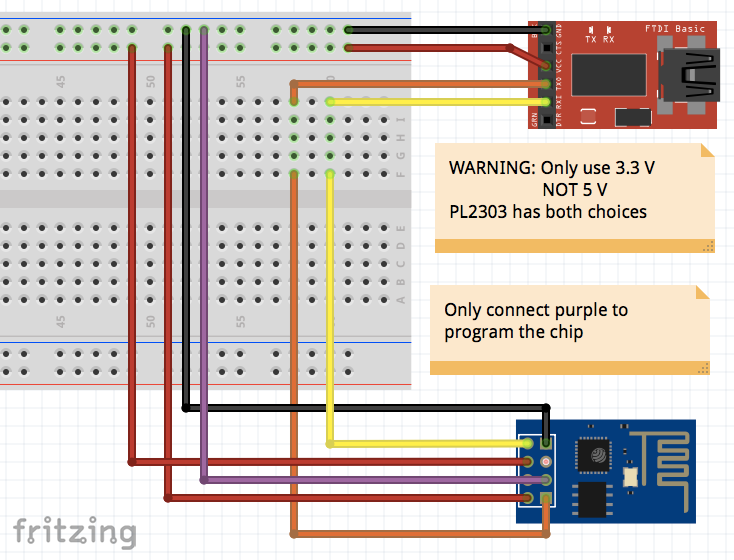 FTDI Basic
TX RX
BLK
GND
CTS
VCC
TXO
RXI
DTR
GRN
45
50
55
60
J
I
H
G
F
WARNING: Only use 3.3 V
NOT 5 V
PL2303 has both choices
E
D
C
B
A
45
50
55
Only connect purple to
program the chip
fritzing